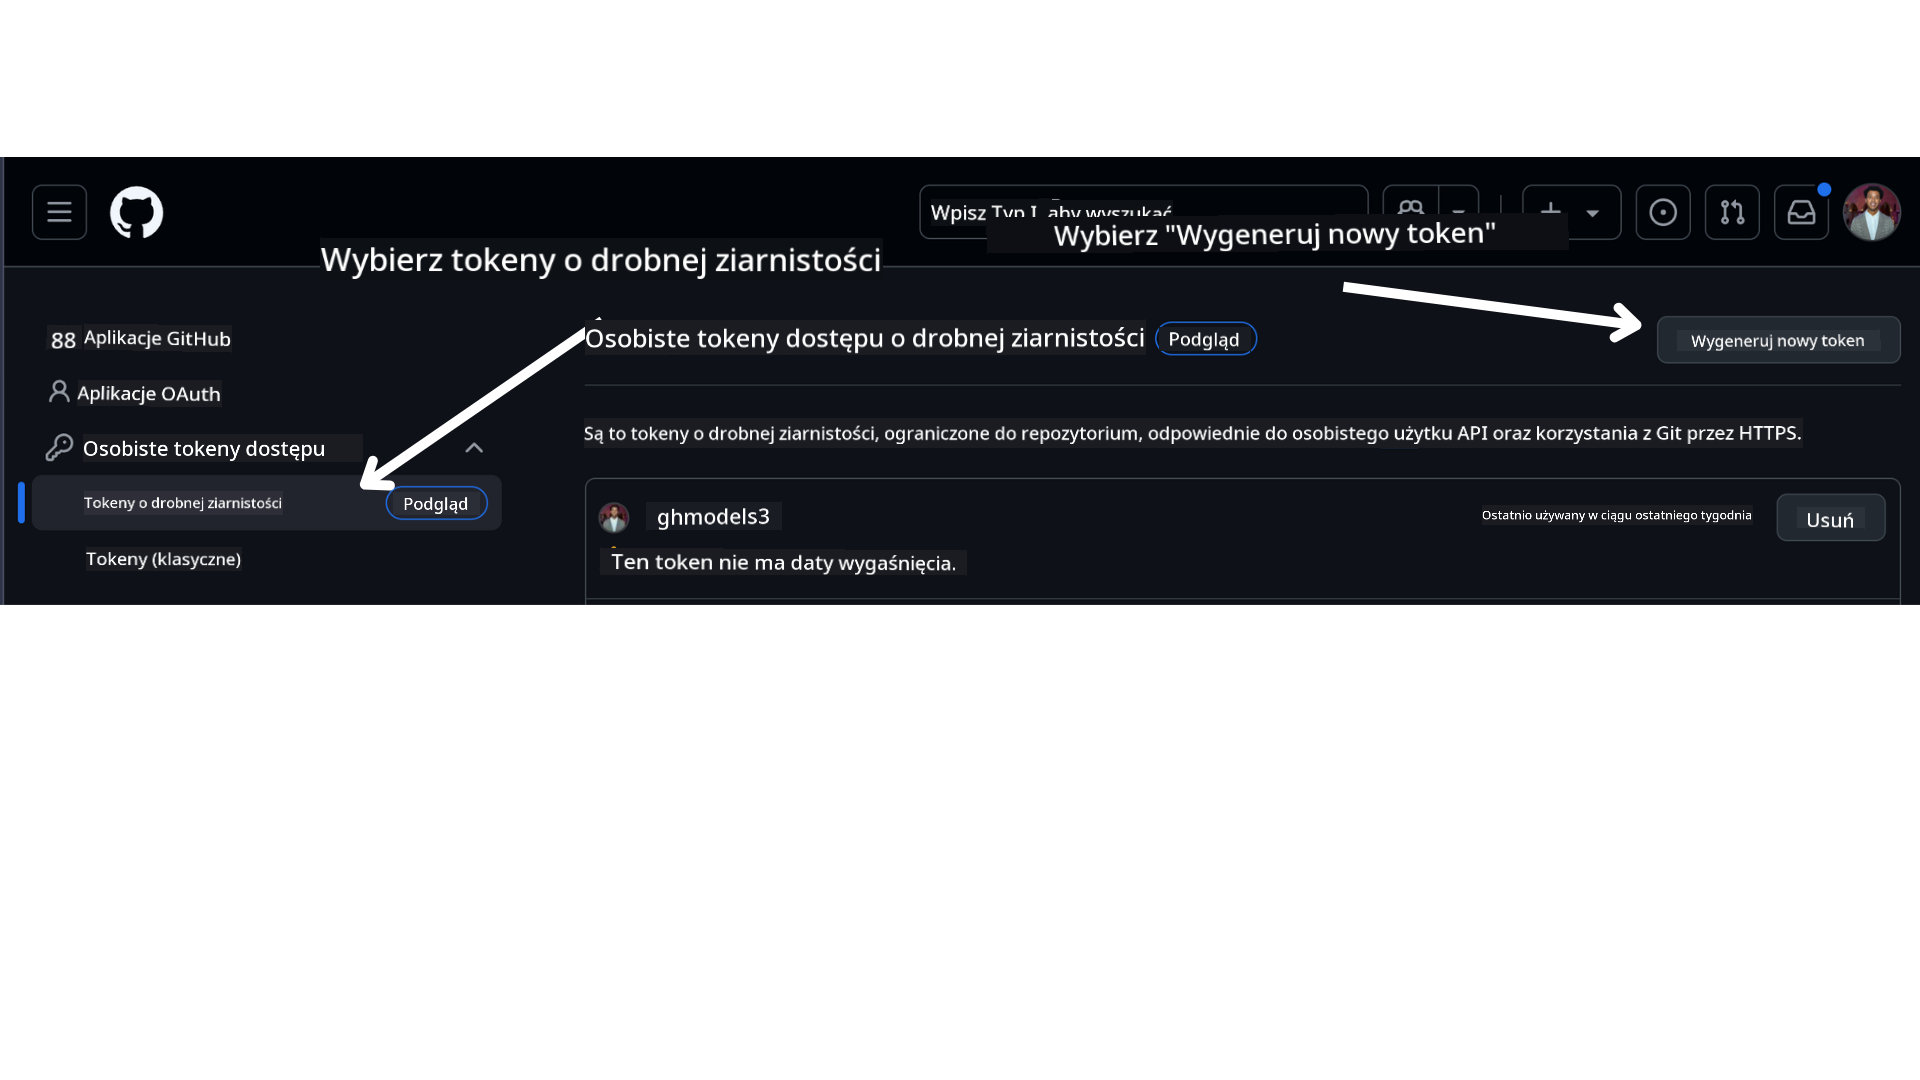 Wpisz Typ aby wyszukać
Wybierz "Wygeneruj nowy token"
Wybierz tokeny o drobnej ziarnistości
88 Aplikacje GitHub
Osobiste tokeny dostępu o drobnej ziarnistości Podgląd
Wygeneruj nowy token
Aplikacje OAuth
Są to tokeny o drobnej ziarnistości, ograniczone do repozytorium, odpowiednie do osobistego użytku API oraz korzystania z Git przez HTTPS.
Osobiste tokeny dostępu
Tokeny o drobnej ziarnistości Podgląd
ghmodels3
Ostatnio używany w ciągu ostatniego tygodnia
Usuń
Tokeny (klasyczne)
Ten token nie ma daty wygaśnięcia.